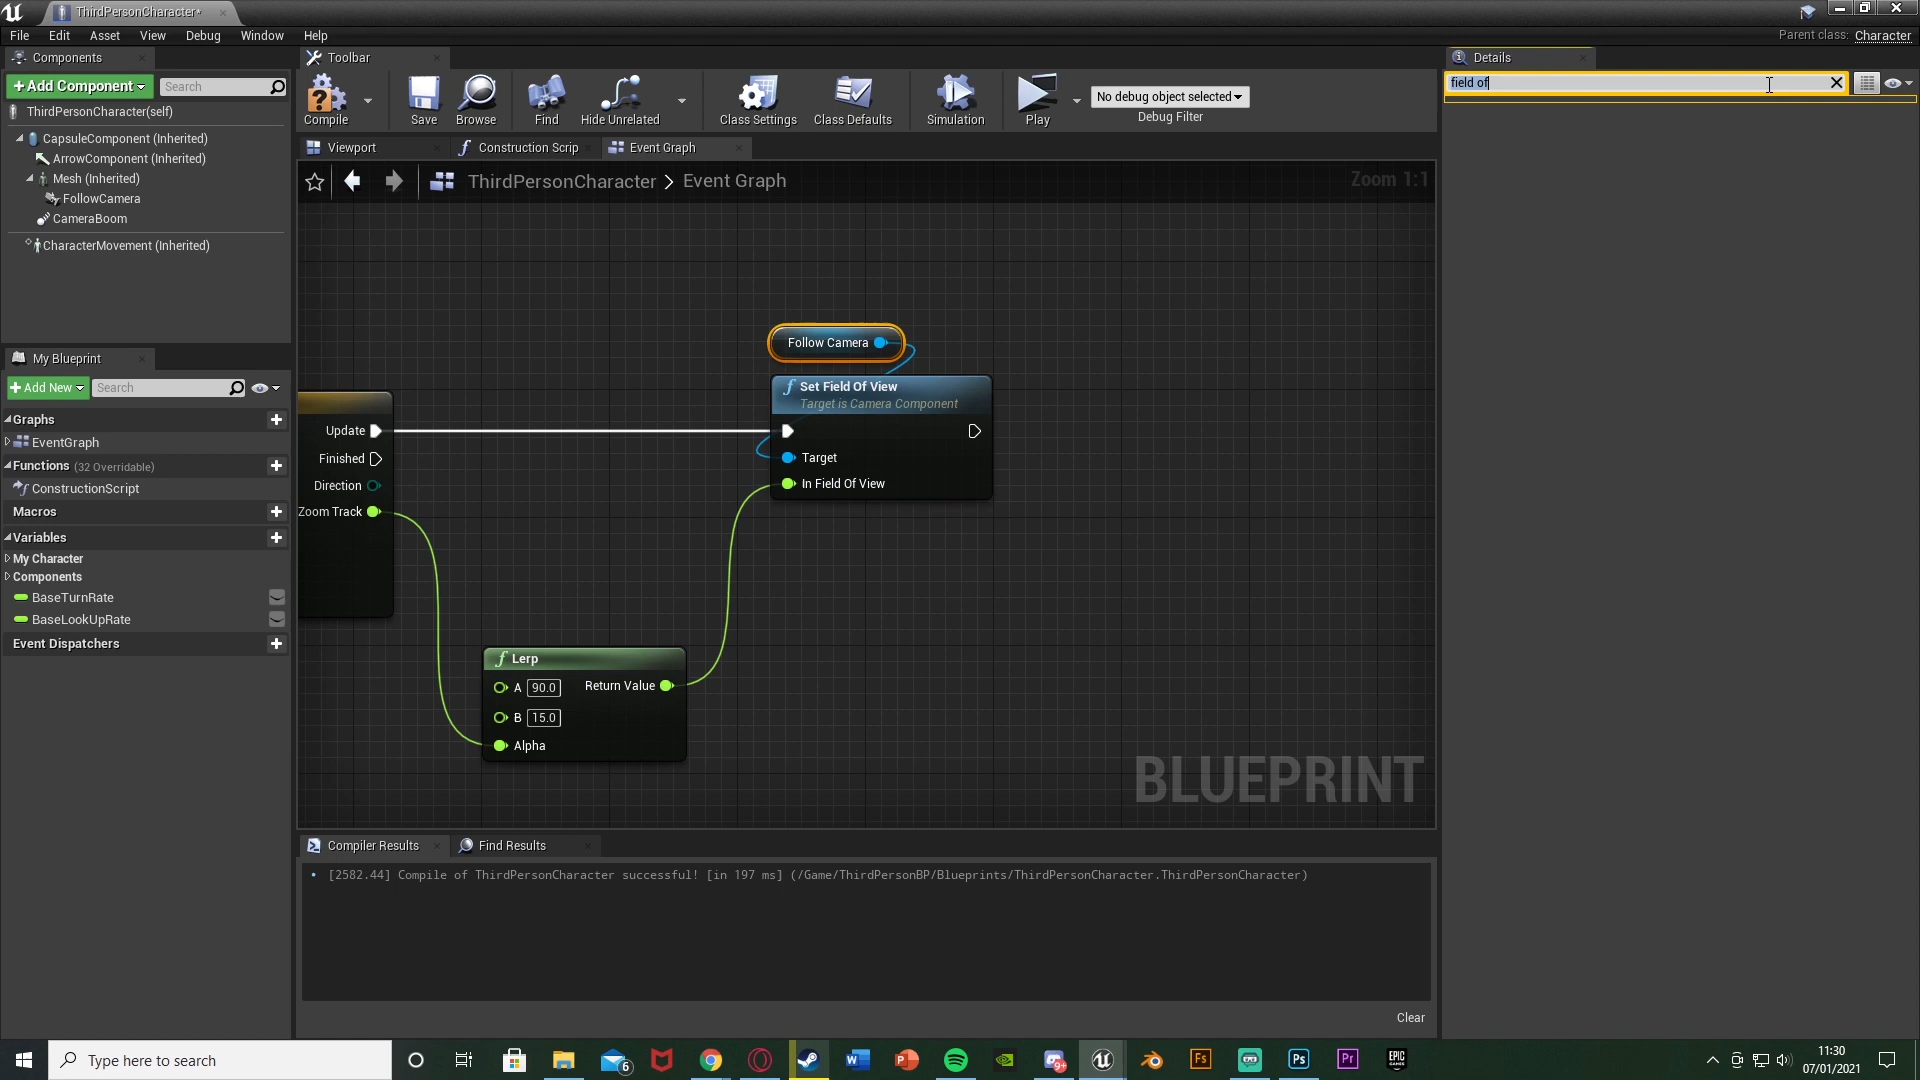 ThirdPersonCharacter*
File Edit Asset View Debug Window Help
Parent class: Character
Components
Toolbar
Details
+ Add Component
Search
field of
ThirdPersonCharacter(self)
CapsuleComponent (Inherited)
ArrowComponent (Inherited)
Mesh (Inherited)
FollowCamera
CameraBoom
CharacterMovement (Inherited)
Compile
Save
Browse
Find
Hide Unrelated
Class Settings
Class Defaults
Simulation
Play
No debug object selected
Debug Filter
Viewport
Construction Scrip
Event Graph
ThirdPersonCharacter > Event Graph
Zoom 1:1
My Blueprint
+ Add New
Search
Graphs
EventGraph
Functions (32 Overridable)
ConstructionScript
Macros
Variables
My Character
Components
BaseTurnRate
BaseLookUpRate
Event Dispatchers
Follow Camera
Set Field Of View
Target is Camera Component
Target
In Field Of View
Update
Finished
Direction
Zoom Track
Lerp
A 90.0
Return Value
B 15.0
Alpha
BLUEPRINT
Compiler Results
Find Results
[2582.44] Compile of ThirdPersonCharacter successful! [in 197 ms] (/Game/ThirdPersonBP/Blueprints/ThirdPersonCharacter.ThirdPersonCharacter)
Clear
Type here to search
6
W
P
9+
Fs
Ps
Pr
EPIC
GAMES
11:30
07/01/2021